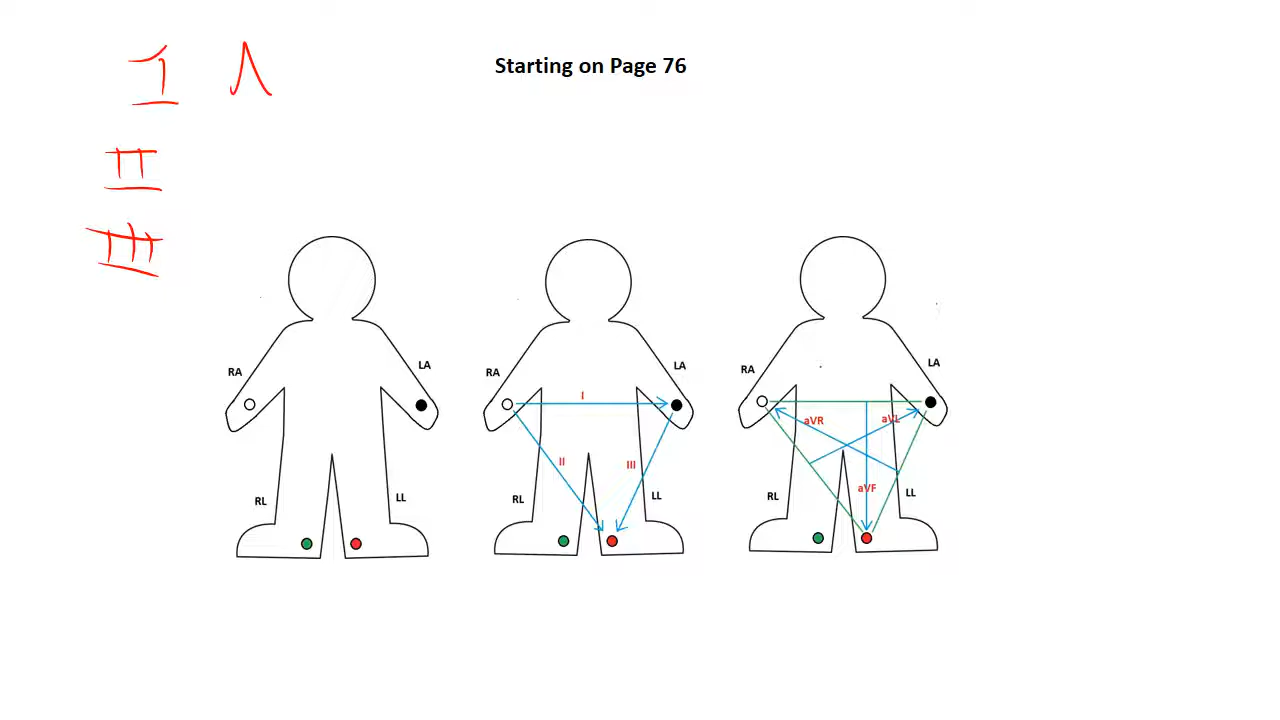 I
Starting on Page 76
II
III
RA LA
RL LL
RA LA
I
II III
RL LL
RA LA
aVR aVL
aVF
RL LL